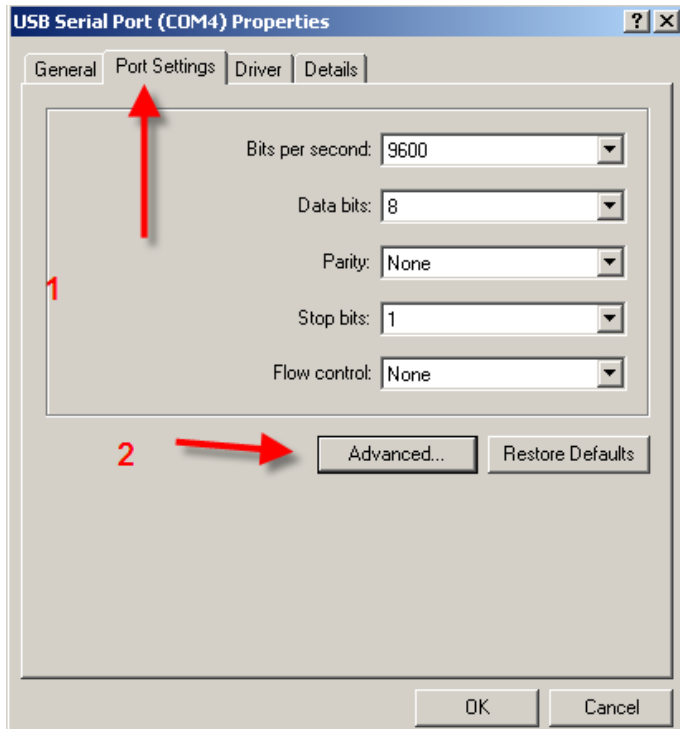 USB Serial Port (COM4) Properties
General Port Settings Driver Details
Bits per second: 9600
Data bits: 8
Parity: None
1
Stop bits: 1
Flow control: None
2 Advanced... Restore Defaults
OK Cancel